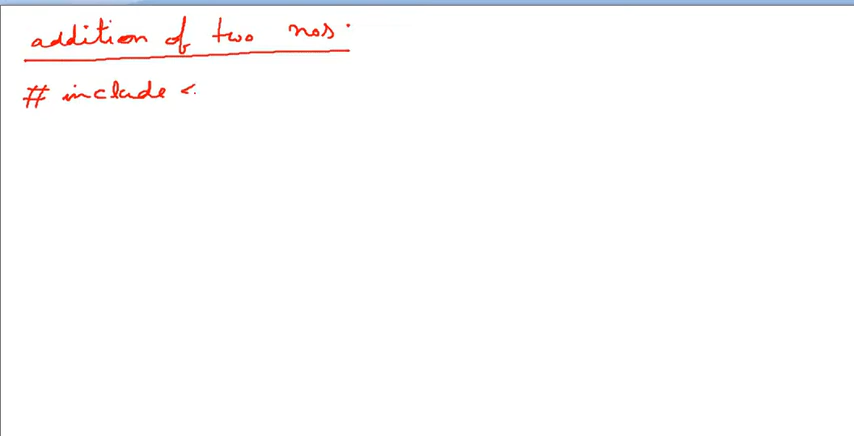 addition of two nos.
# include <